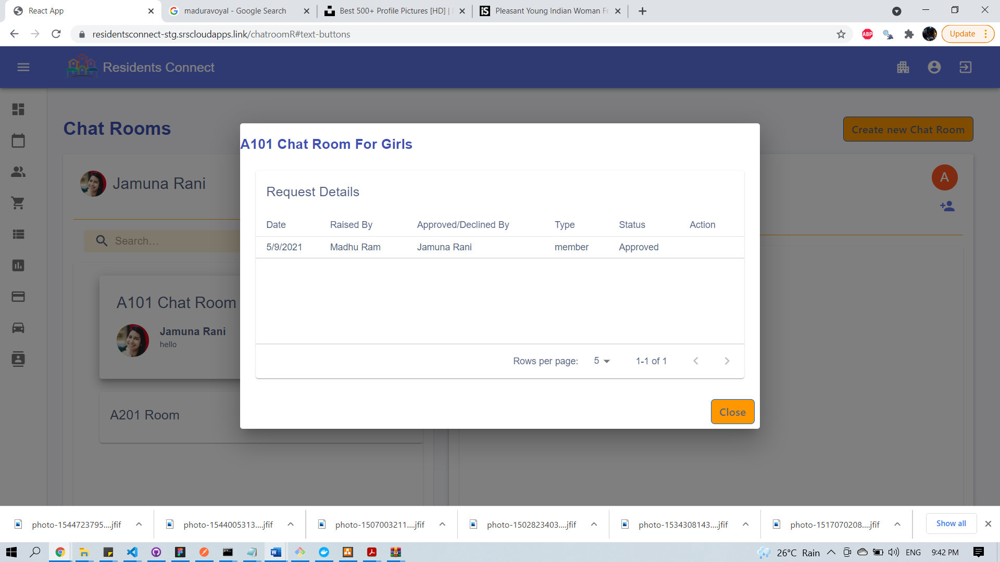 React App
maduravoyal - Google Search
Best 500+ Profile Pictures [HD] |
Pleasant Young Indian Woman Fr
residentsconnect-stg.srscloudapps.link/chatroomR#text-buttons
ABP
Update
Residents Connect
Chat Rooms
Create new Chat Room
A101 Chat Room For Girls
Jamuna Rani
A
Request Details
Date Raised By Approved/Declined By Type Status Action
5/9/2021 Madhu Ram Jamuna Rani member Approved
Search...
A101 Chat Room
Jamuna Rani
hello
Rows per page: 5 1-1 of 1
A201 Room
Close
photo-1544723795....jfif
photo-1544005313....jfif
photo-1507003211....jfif
photo-1502823403....jfif
photo-1534308143....jfif
photo-1517070208....jfif
Show all
26°C Rain
ENG
9:42 PM